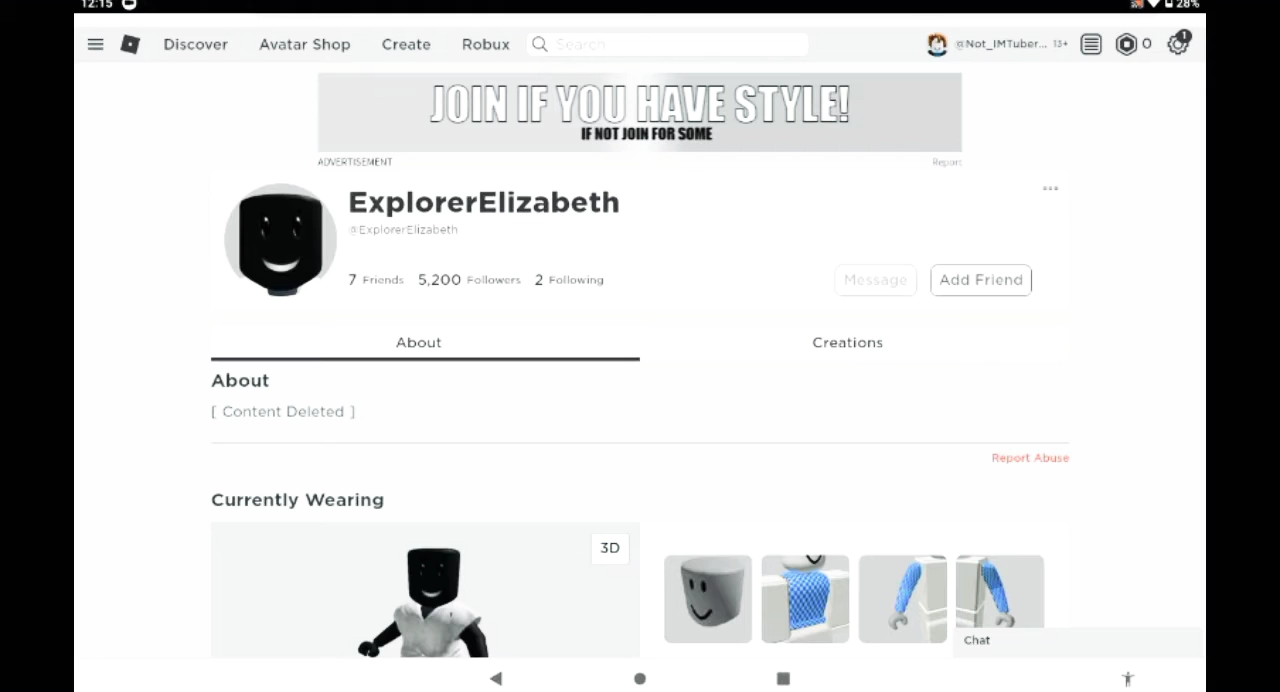 12:15 28%
Discover Avatar Shop Create Robux Search @Not_IMTuber... 13+ 0 1
JOIN IF YOU HAVE STYLE!
IF NOT JOIN FOR SOME
ADVERTISEMENT Report
ExplorerElizabeth
@ExplorerElizabeth
7 Friends 5,200 Followers 2 Following Message Add Friend
About Creations
About
[ Content Deleted ]
Report Abuse
Currently Wearing
3D
Chat